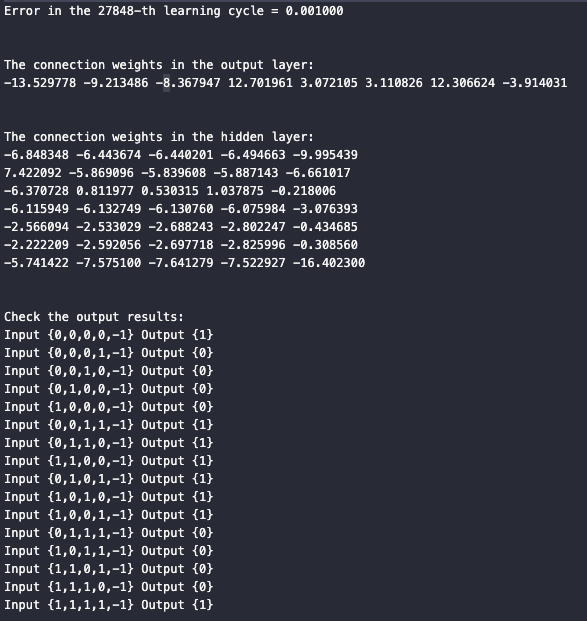 Error in the 27848-th learning cycle = 0.001000
The connection weights in the output layer:
-13.529778 -9.213486 -8.367947 12.701961 3.072105 3.110826 12.306624 -3.914031
The connection weights in the hidden layer:
-6.848348 -6.443674 -6.440201 -6.494663 -9.995439
7.422092 -5.869096 -5.839608 -5.887143 -6.661017
-6.370728 0.811977 0.530315 1.037875 -0.218006
-6.115949 -6.132749 -6.130760 -6.075984 -3.076393
-2.566094 -2.533029 -2.688243 -2.802247 -0.434685
-2.222209 -2.592056 -2.697718 -2.825996 -0.308560
-5.741422 -7.575100 -7.641279 -7.522927 -16.402300
Check the output results:
Input {0,0,0,0,-1} Output {1}
Input {0,0,0,1,-1} Output {0}
Input {0,0,1,0,-1} Output {0}
Input {0,1,0,0,-1} Output {0}
Input {1,0,0,0,-1} Output {0}
Input {0,0,1,1,-1} Output {1}
Input {0,1,1,0,-1} Output {1}
Input {1,1,0,0,-1} Output {1}
Input {0,1,0,1,-1} Output {1}
Input {1,0,1,0,-1} Output {1}
Input {1,0,0,1,-1} Output {1}
Input {0,1,1,1,-1} Output {0}
Input {1,0,1,1,-1} Output {0}
Input {1,1,0,1,-1} Output {0}
Input {1,1,1,0,-1} Output {0}
Input {1,1,1,1,-1} Output {1}